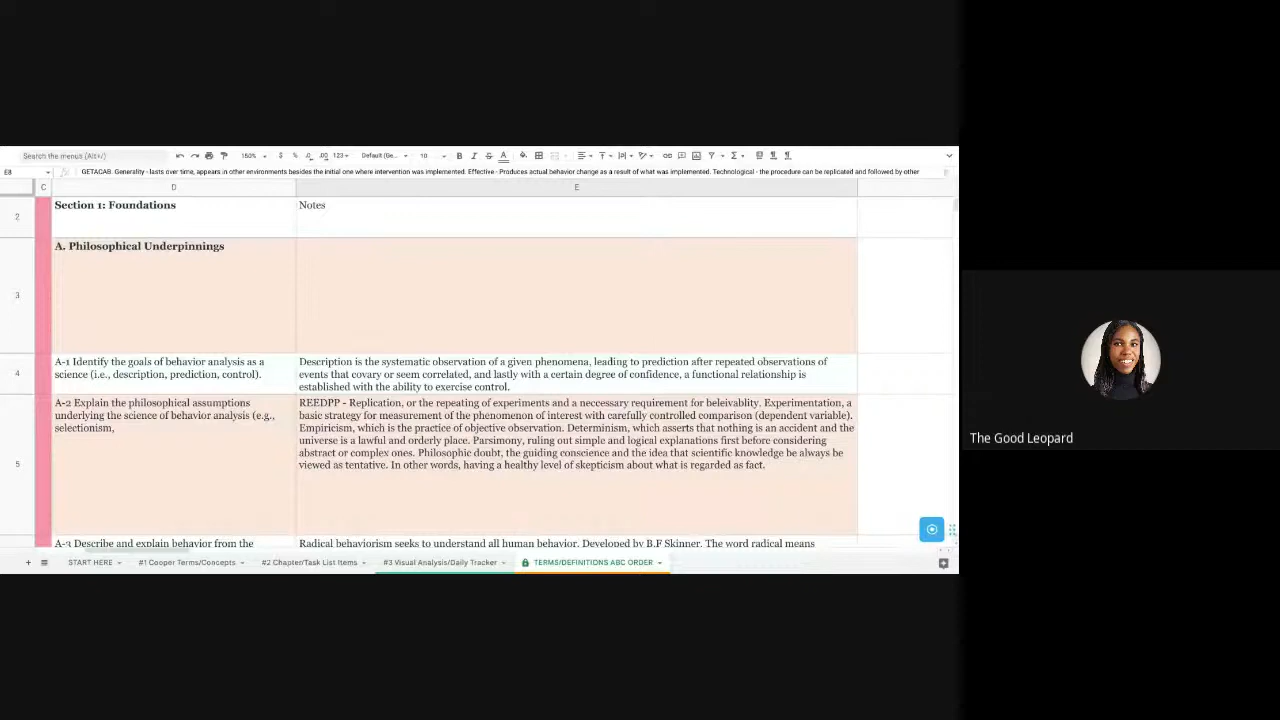 Search the menus (Alt+/)
150%
.0
.00
123
Default (Ge...
10
B
I
S
A
E8
GETACAB. Generality - lasts over time, appears in other environments besides the initial one where intervention was implemented. Effective - Produces actual behavior change as a result of what was implemented. Technological - the procedure can be replicated and followed by other
C
D
E
2
Section 1: Foundations
Notes
3
A. Philosophical Underpinnings
4
A-1 Identify the goals of behavior analysis as a
science (i.e., description, prediction, control).
Description is the systematic observation of a given phenomena, leading to prediction after repeated observations of
events that covary or seem correlated, and lastly with a certain degree of confidence, a functional relationship is
established with the ability to exercise control.
5
A-2 Explain the philosophical assumptions
underlying the science of behavior analysis (e.g.,
selectionism,
REEDPP - Replication, or the repeating of experiments and a neccessary requirement for beleivablity. Experimentation, a
basic strategy for measurement of the phenomenon of interest with carefully controlled comparison (dependent variable).
Empiricism, which is the practice of objective observation. Determinism, which asserts that nothing is an accident and the
universe is a lawful and orderly place. Parsimony, ruling out simple and logical explanations first before considering
abstract or complex ones. Philosophic doubt, the guiding conscience and the idea that scientific knowledge be always be
viewed as tentative. In other words, having a healthy level of skepticism about what is regarded as fact.
A-3 Describe and explain behavior from the
Radical behaviorism seeks to understand all human behavior. Developed by B.F Skinner. The word radical means
START HERE
#1 Cooper Terms/Concepts
#2 Chapter/Task List Items
#3 Visual Analysis/Daily Tracker
TERMS/DEFINITIONS ABC ORDER
The Good Leopard